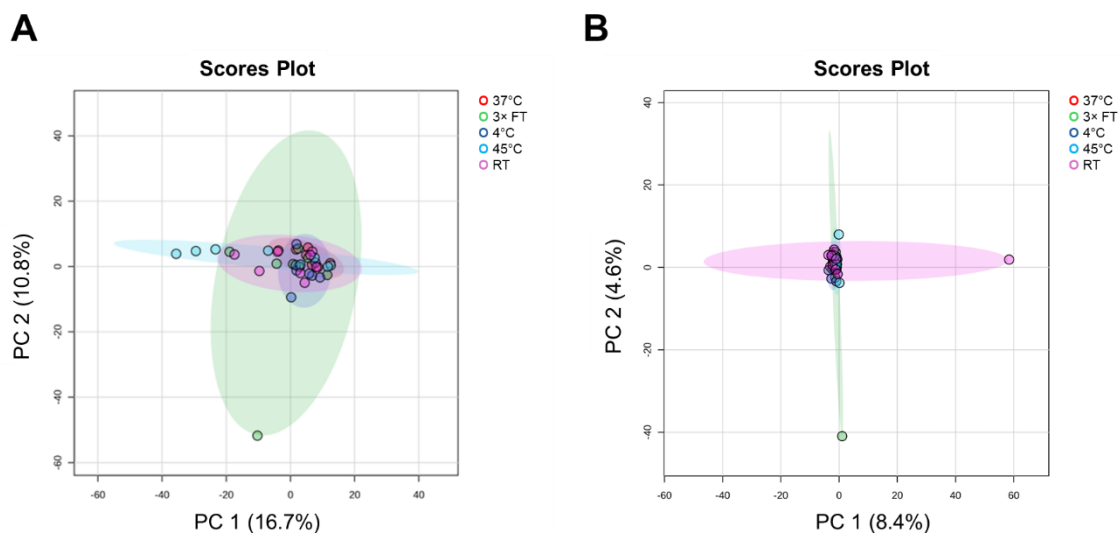 A
Scores Plot
PC 2 (10.8%)
40
20
0
-20
-40
-60
-60
-40
-20
0
20
40
PC 1 (16.7%)
37°C
3× FT
4°C
45°C
RT
B
Scores Plot
PC 2 (4.6%)
40
20
0
-20
-40
-60
-40
-20
0
20
40
60
PC 1 (8.4%)
37°C
3× FT
4°C
45°C
RT